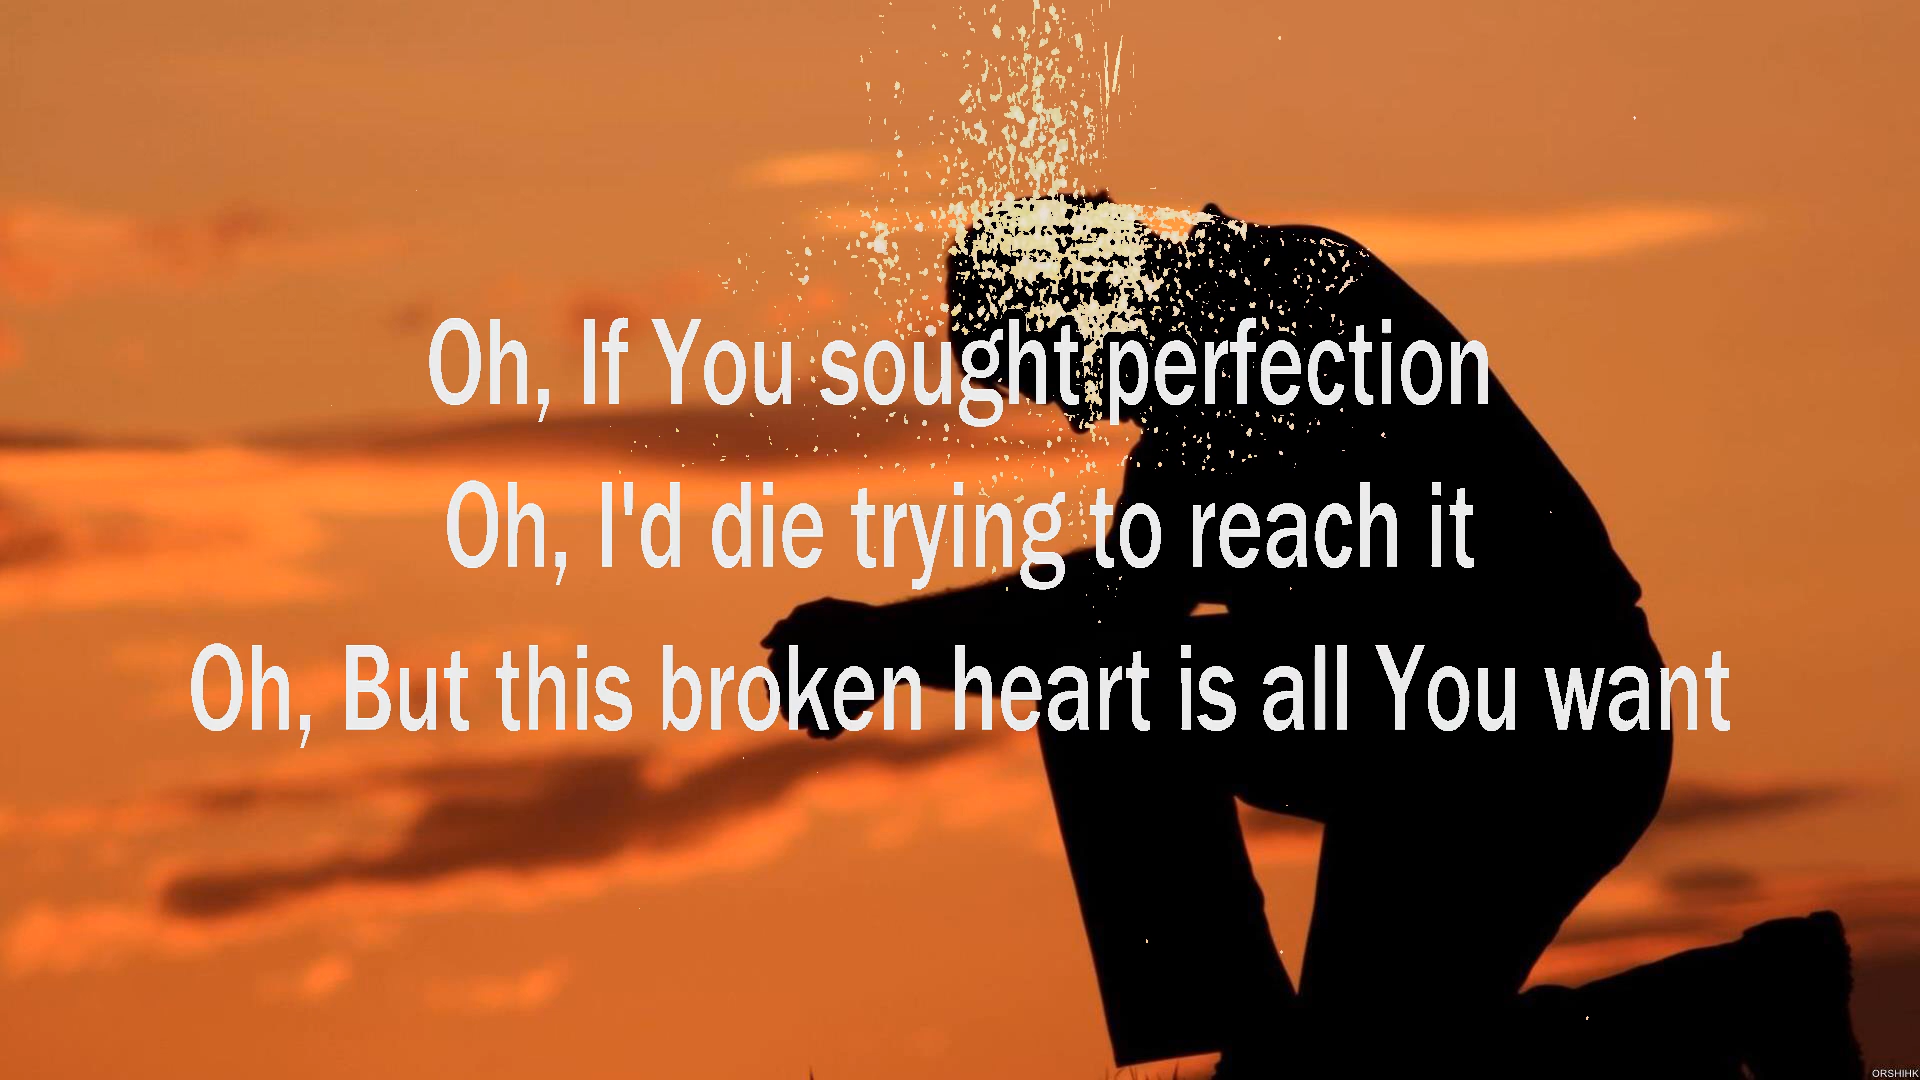 Oh, If You sought perfection
Oh, I'd die trying to reach it
Oh, But this broken heart is all You want
ORSHIHK